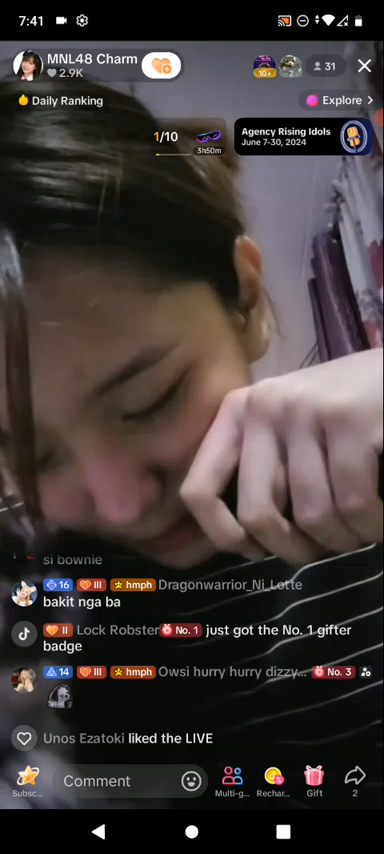 7:41
MNL48 Charm
2.9K
10+
2
31
Daily Ranking
Explore
1/10
3h50m
Agency Rising Idols
June 7-30, 2024
si bownie
16 III hmph Dragonwarrior_Ni_Lotte
bakit nga ba
II Lock Robster No. 1 just got the No. 1 gifter
badge
14 III hmph Owsi hurry hurry dizzy... No. 3
Unos Ezatoki liked the LIVE
Subsc...
Comment
Multi-g...
Rechar...
Gift
2